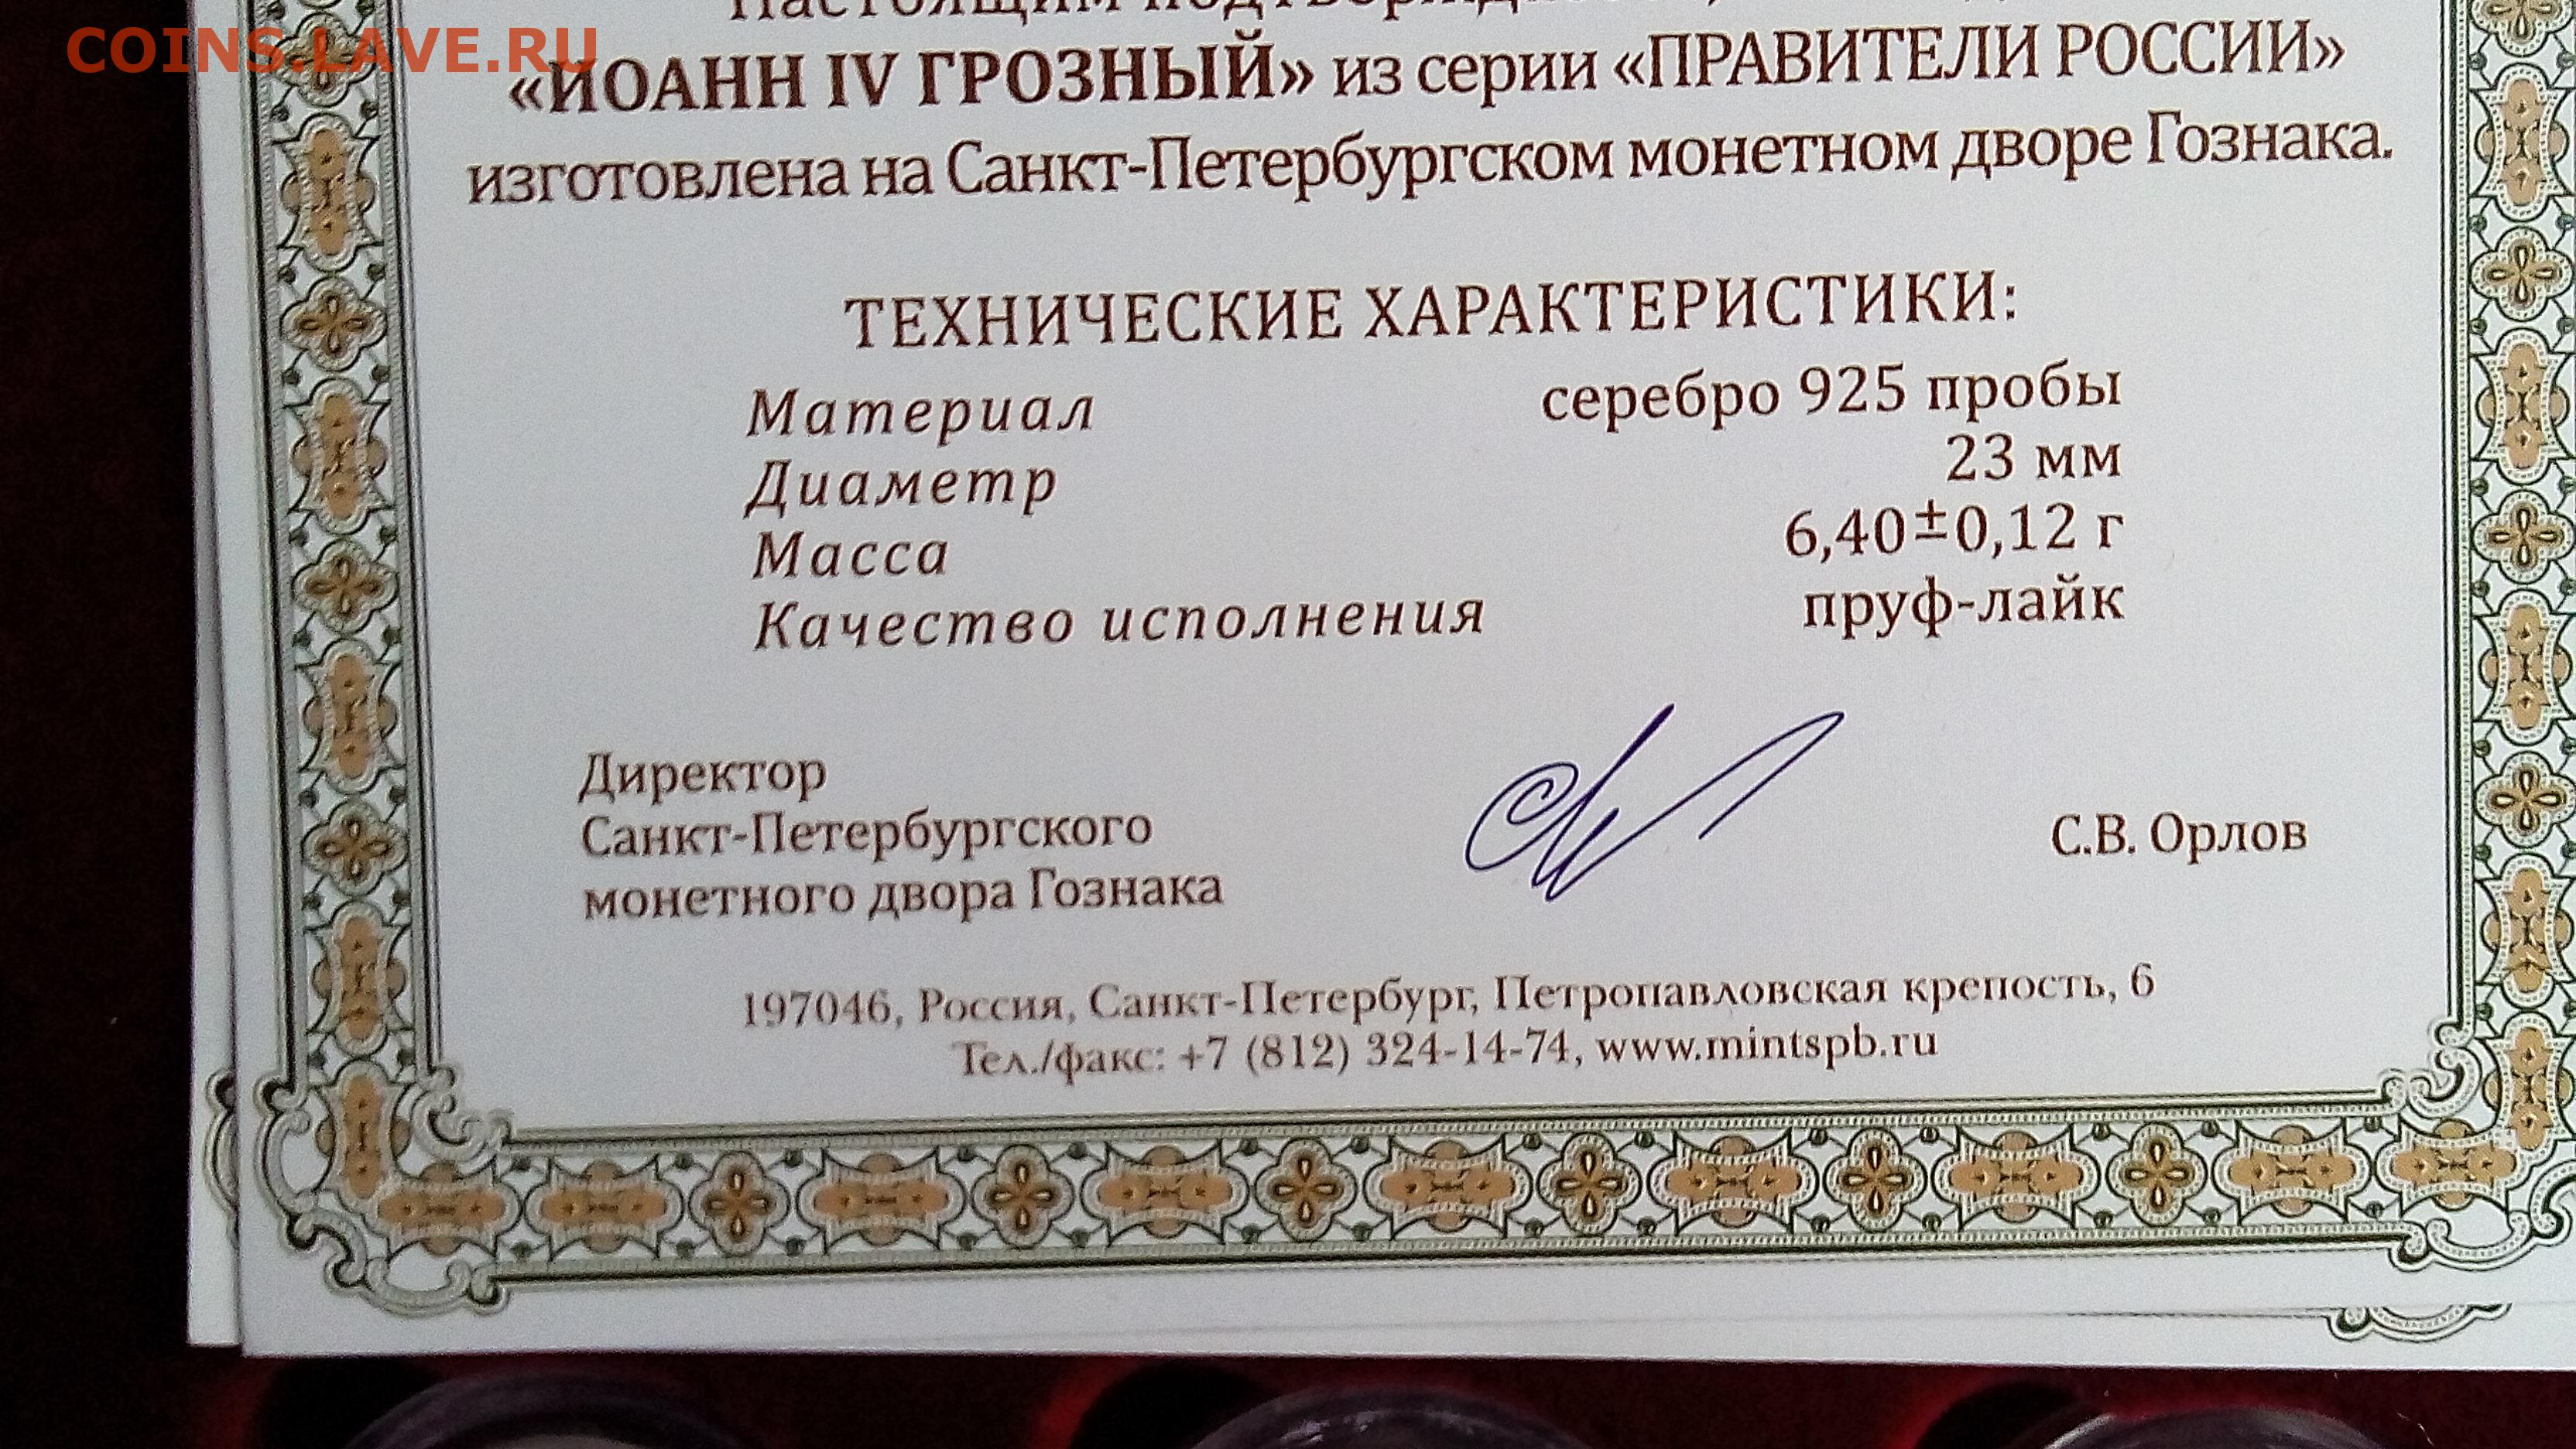 COINS.LAVE.RU
Настоящим
«ИОАНН IV ГРОЗНЫЙ» из серии «ПРАВИТЕЛИ РОССИИ»
изготовлена на Санкт-Петербургском монетном дворе Гознака.
ТЕХНИЧЕСКИЕ ХАРАКТЕРИСТИКИ:
Материал серебро 925 пробы
Диаметр 23 мм
Масса 6,40±0,12 г
Качество исполнения пруф-лайк
Директор
Санкт-Петербургского
монетного двора Гознака
С.В. Орлов
197046, Россия, Санкт-Петербург, Петропавловская крепость, 6
Тел./факс: +7 (812) 324-14-74, www.mintspb.ru